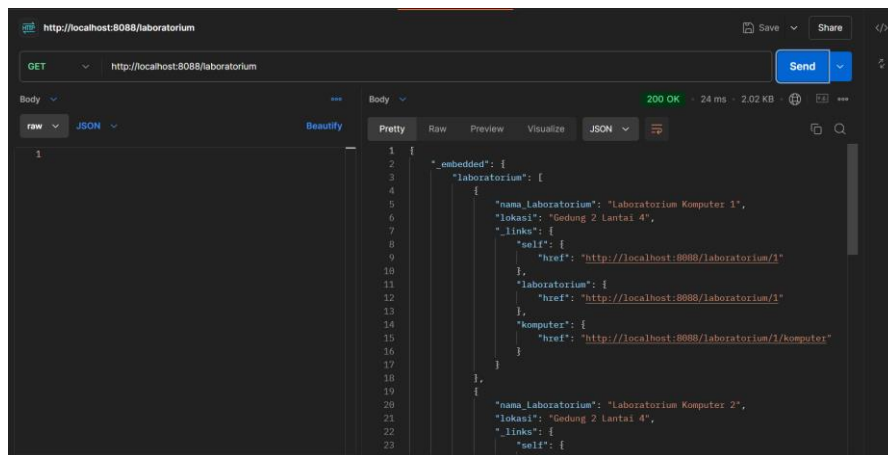 HTTP http://localhost:8088/laboratorium
Save
Share
GET
http://localhost:8088/laboratorium
Send
Body
Body
200 OK
24 ms
2.02 KB
raw
JSON
Beautify
Pretty
Raw
Preview
Visualize
JSON
1
1 {
2 "_embedded": {
3 "laboratorium": [
4 {
5 "nama_Laboratorium": "Laboratorium Komputer 1",
6 "lokasi": "Gedung 2 Lantai 4",
7 "_links": {
8 "self": {
9 "href": "http://localhost:8088/laboratorium/1"
10 },
11 "laboratorium": {
12 "href": "http://localhost:8088/laboratorium/1"
13 },
14 "komputer": {
15 "href": "http://localhost:8088/laboratorium/1/komputer"
16 }
17 }
18 },
19 {
20 "nama_Laboratorium": "Laboratorium Komputer 2",
21 "lokasi": "Gedung 2 Lantai 4",
22 "_links": {
23 "self": {